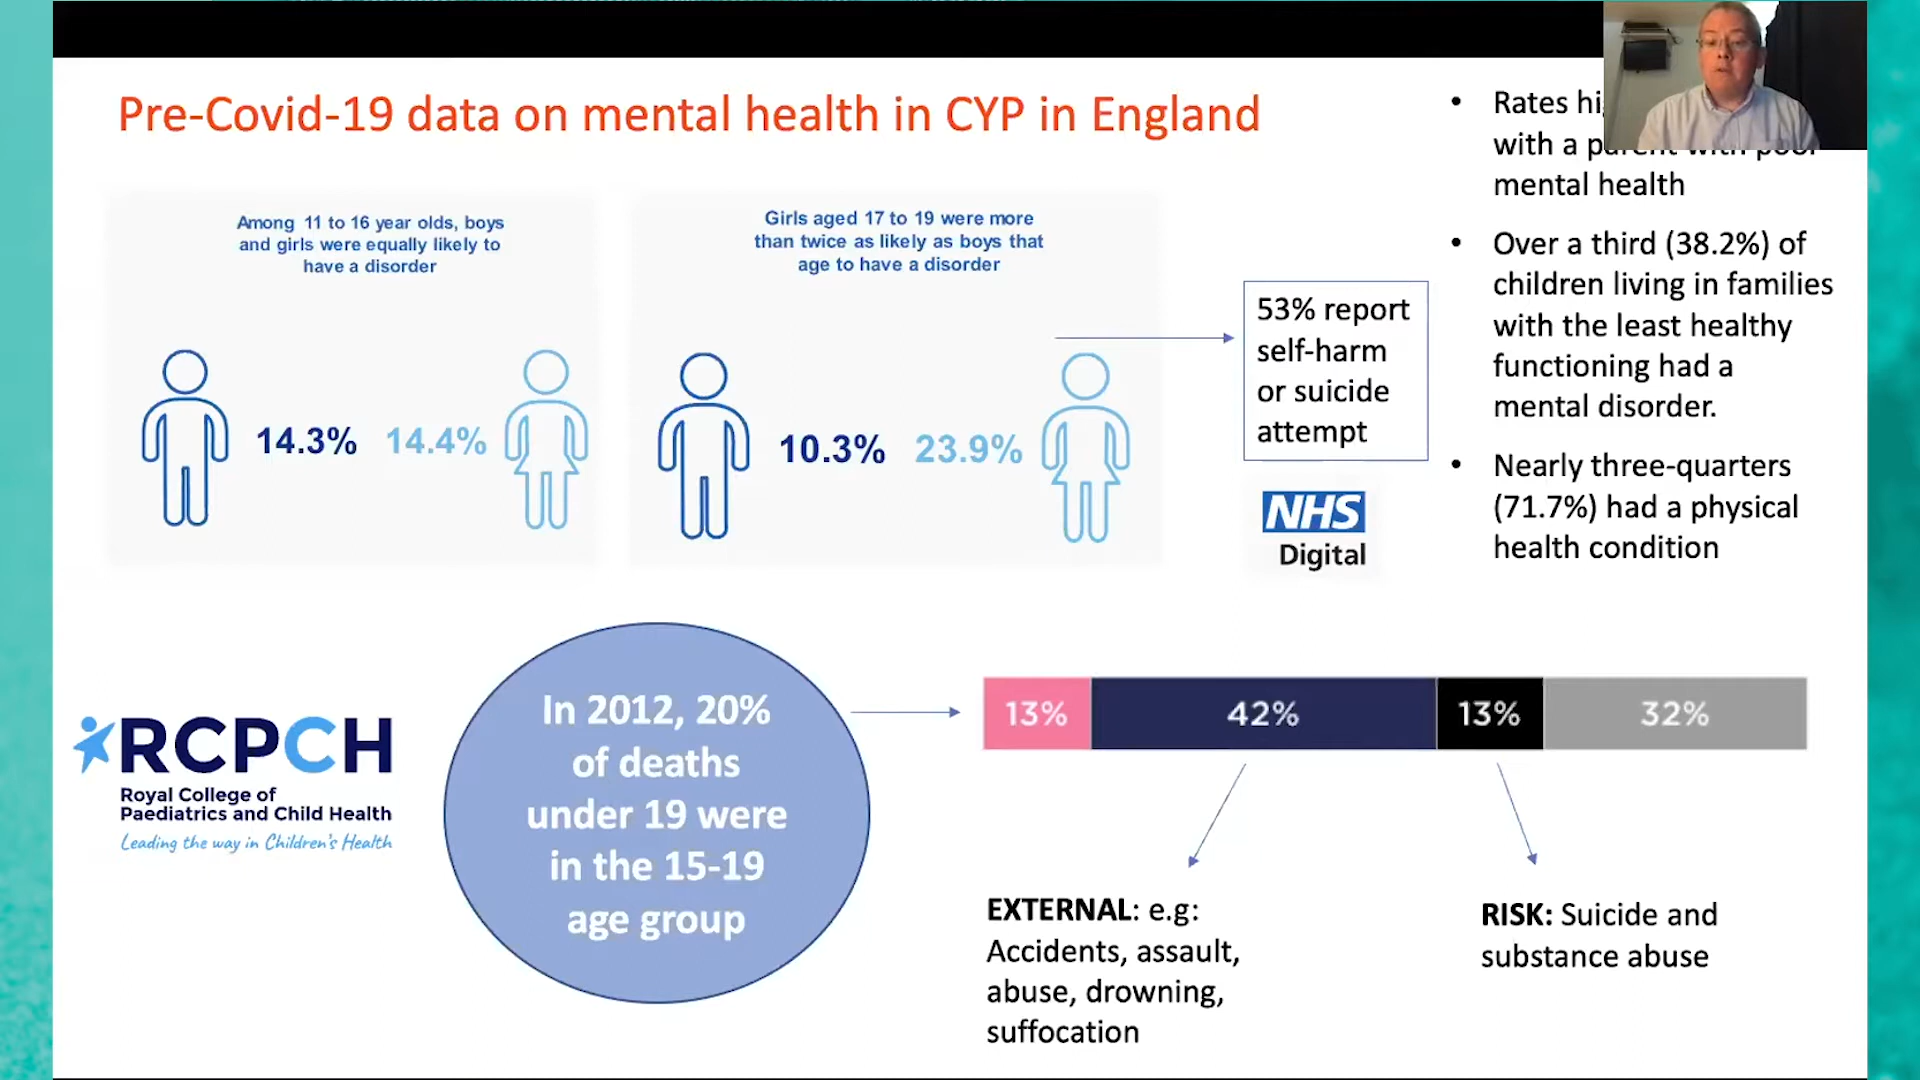 Pre-Covid-19 data on mental health in CYP in England
Among 11 to 16 year olds, boys
and girls were equally likely to
have a disorder
14.3% 14.4%
Girls aged 17 to 19 were more
than twice as likely as boys that
age to have a disorder
10.3% 23.9%
53% report
self-harm
or suicide
attempt
NHS
Digital
• Rates
with a parent with poor
mental health
• Over a third (38.2%) of
children living in families
with the least healthy
functioning had a
mental disorder.
• Nearly three-quarters
(71.7%) had a physical
health condition
RCPCH
Royal College of
Paediatrics and Child Health
Leading the way in Children's Health
In 2012, 20%
of deaths
under 19 were
in the 15-19
age group
13% 42% 13% 32%
EXTERNAL: e.g:
Accidents, assault,
abuse, drowning,
suffocation
RISK: Suicide and
substance abuse